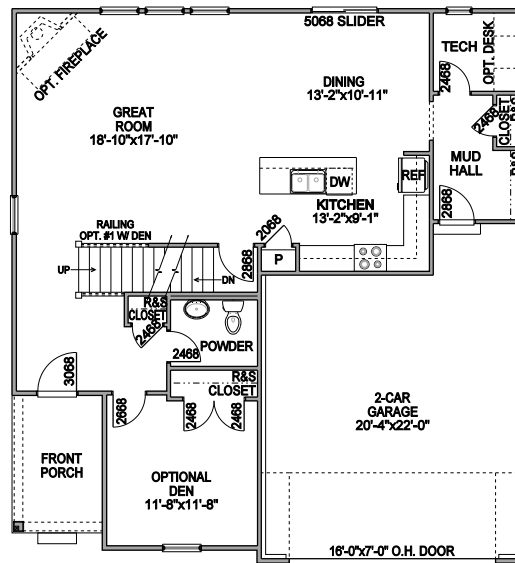 5068 SLIDER
TECH
OPT. DESK
OPT. FIREPLACE
2468
DINING
13'-2"x10'-11"
GREAT
ROOM
18'-10"x17'-10"
2468
CLOSET
MUD
HALL
REF
DW
KITCHEN
13'-2"x9'-1"
2868
RAILING
OPT. #1 W/ DEN
2068
2868
P
UP
DN
R&S
CLOSET
2468
POWDER
2468
3068
R&S
CLOSET
2668
2468
2468
2-CAR
GARAGE
20'-4"x22'-0"
FRONT
PORCH
OPTIONAL
DEN
11'-8"x11'-8"
16'-0"x7'-0" O.H. DOOR